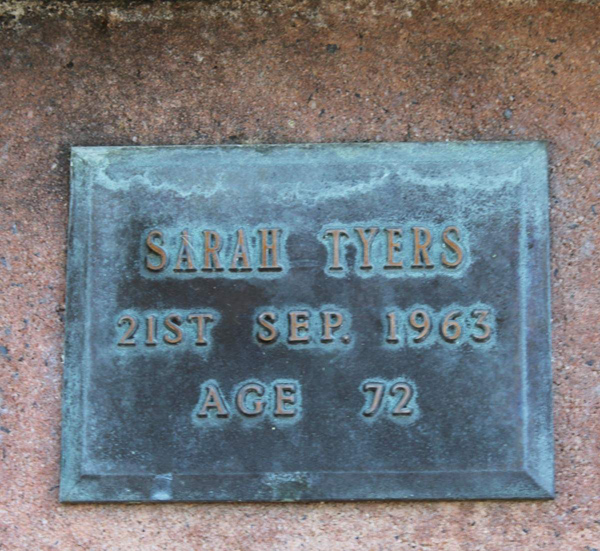 SARAH TYERS
21ST SEP. 1963
AGE 72